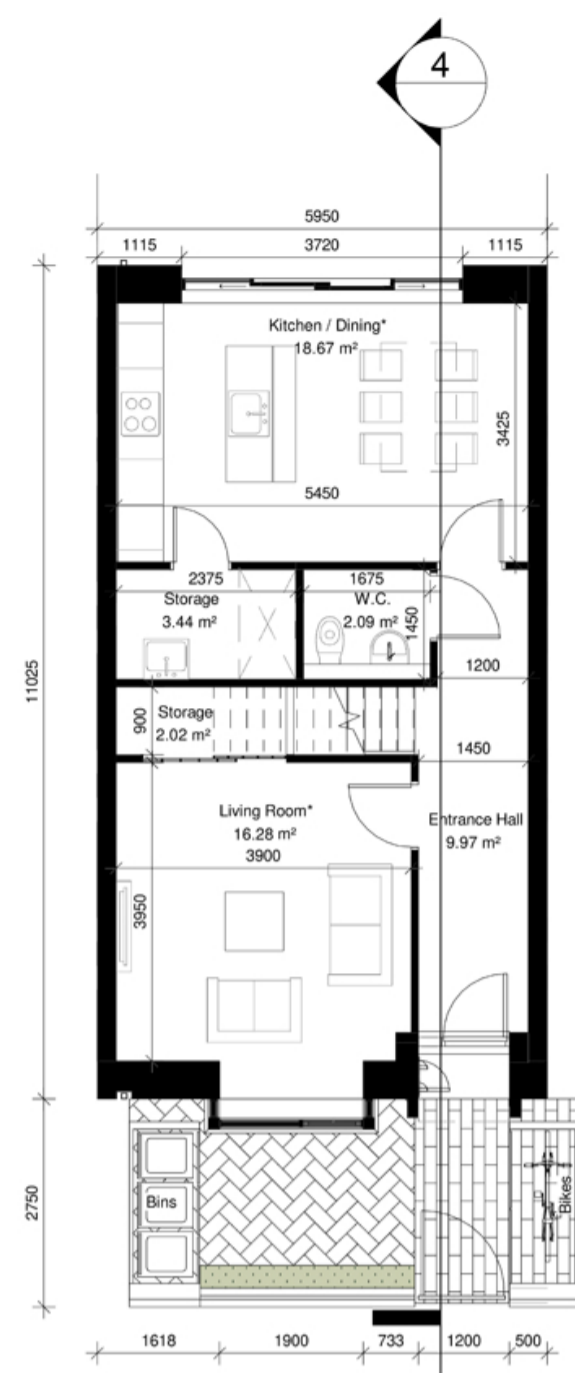 4
5950
1115
3720
1115
Kitchen / Dining*
18.67 m²
3425
5450
2375
1675
Storage
3.44 m²
W.C.
2.09 m²
1450
1200
11025
900
Storage
2.02 m²
1450
Living Room*
16.28 m²
3900
Entrance Hall
9.97 m²
3950
2750
Bins
Bikes
1618
1900
733
1200
500